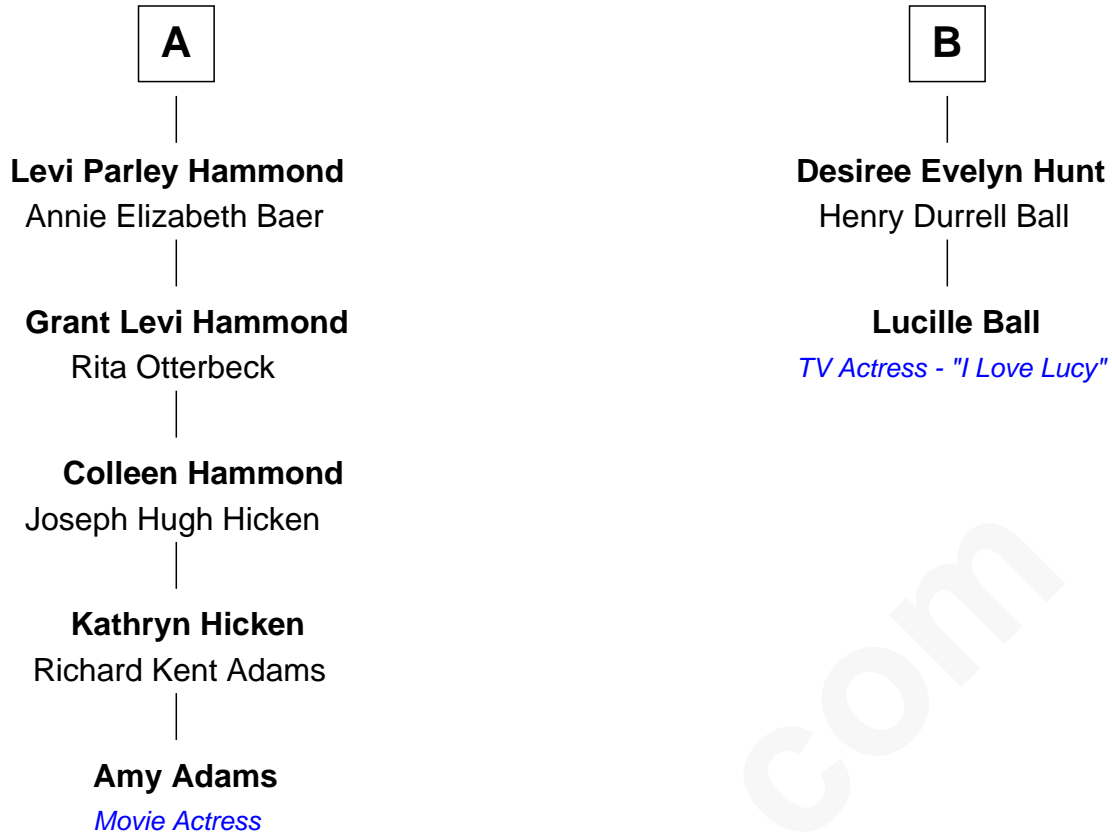 A
Levi Parley Hammond
Annie Elizabeth Baer
Grant Levi Hammond
Rita Otterbeck
Colleen Hammond
Joseph Hugh Hicken
Kathryn Hicken
Richard Kent Adams
Amy Adams
Movie Actress
B
Desiree Evelyn Hunt
Henry Durrell Ball
Lucille Ball
TV Actress - "I Love Lucy"
com